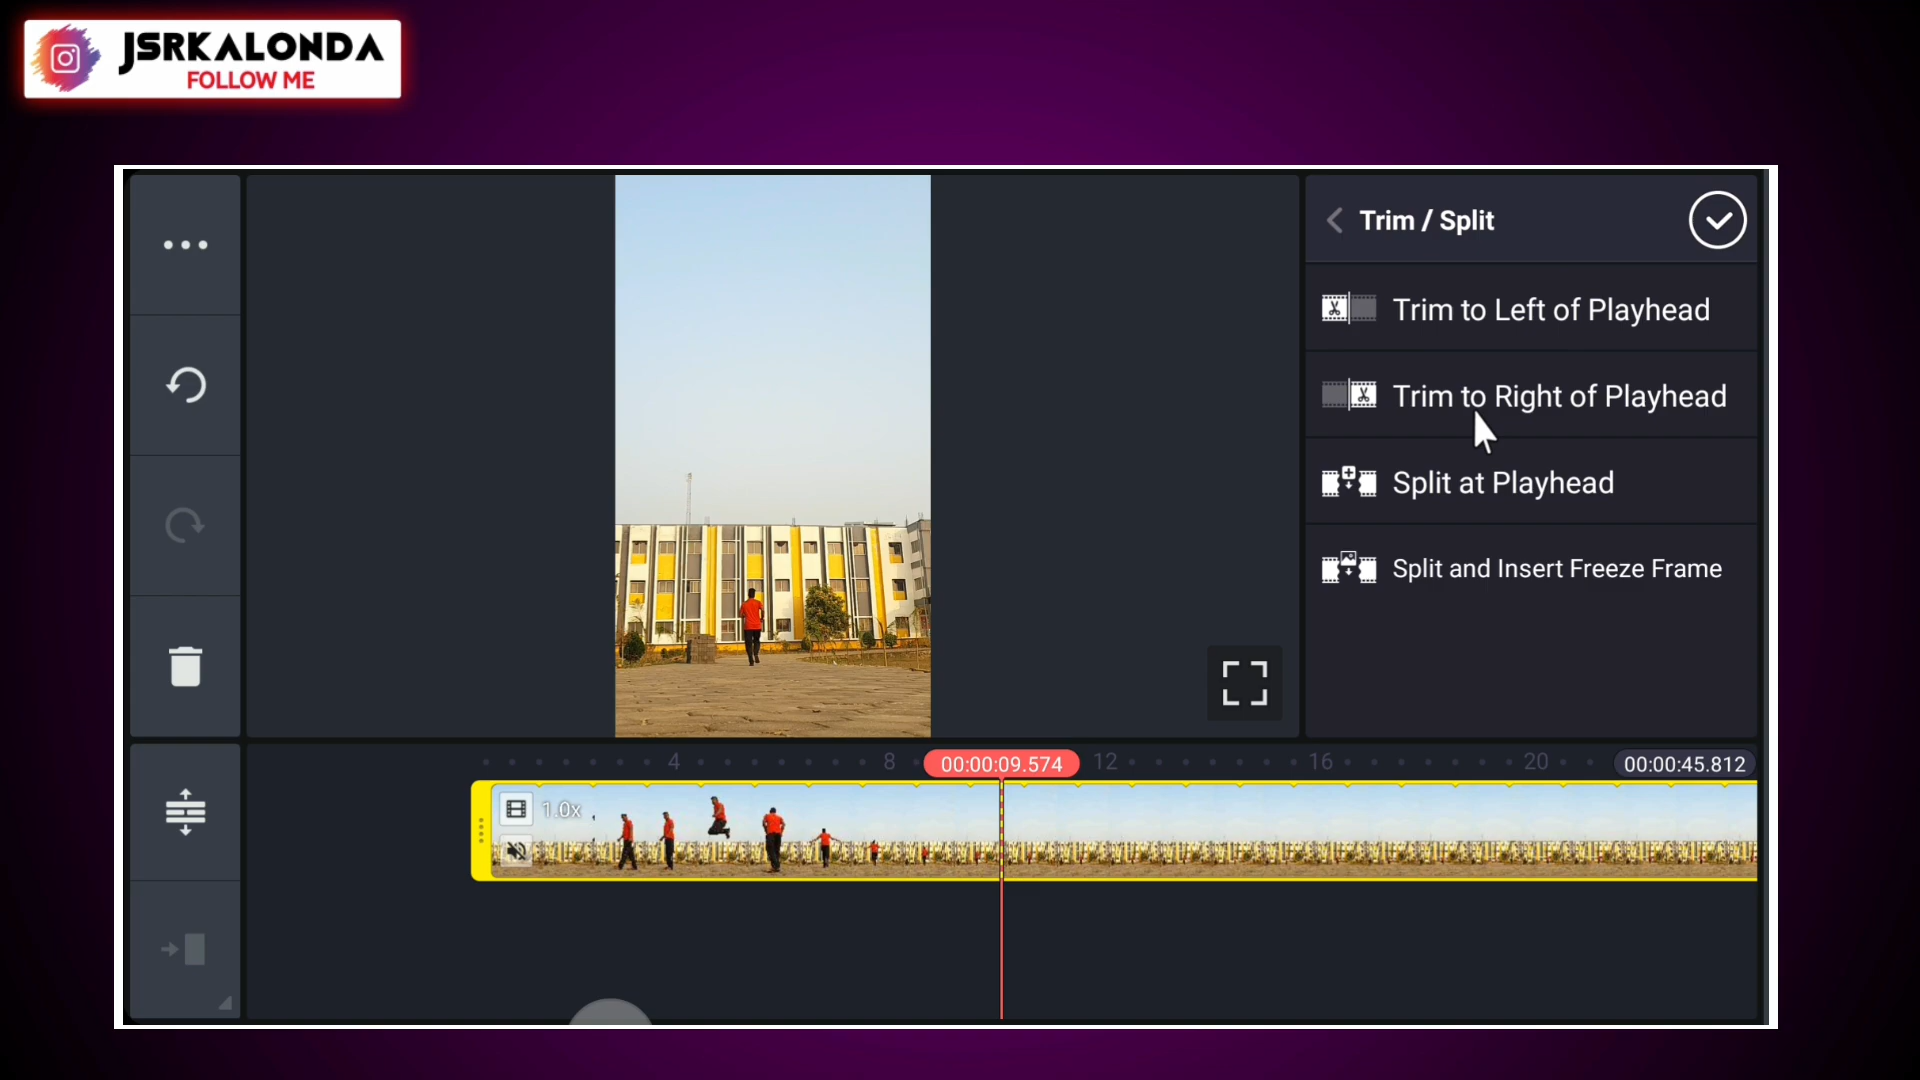 JSRKALONDA
FOLLOW ME
Trim / Split
Trim to Left of Playhead
Trim to Right of Playhead
Split at Playhead
Split and Insert Freeze Frame
4 8 00:00:09.574 12 16 20 00:00:45.812
1.0x